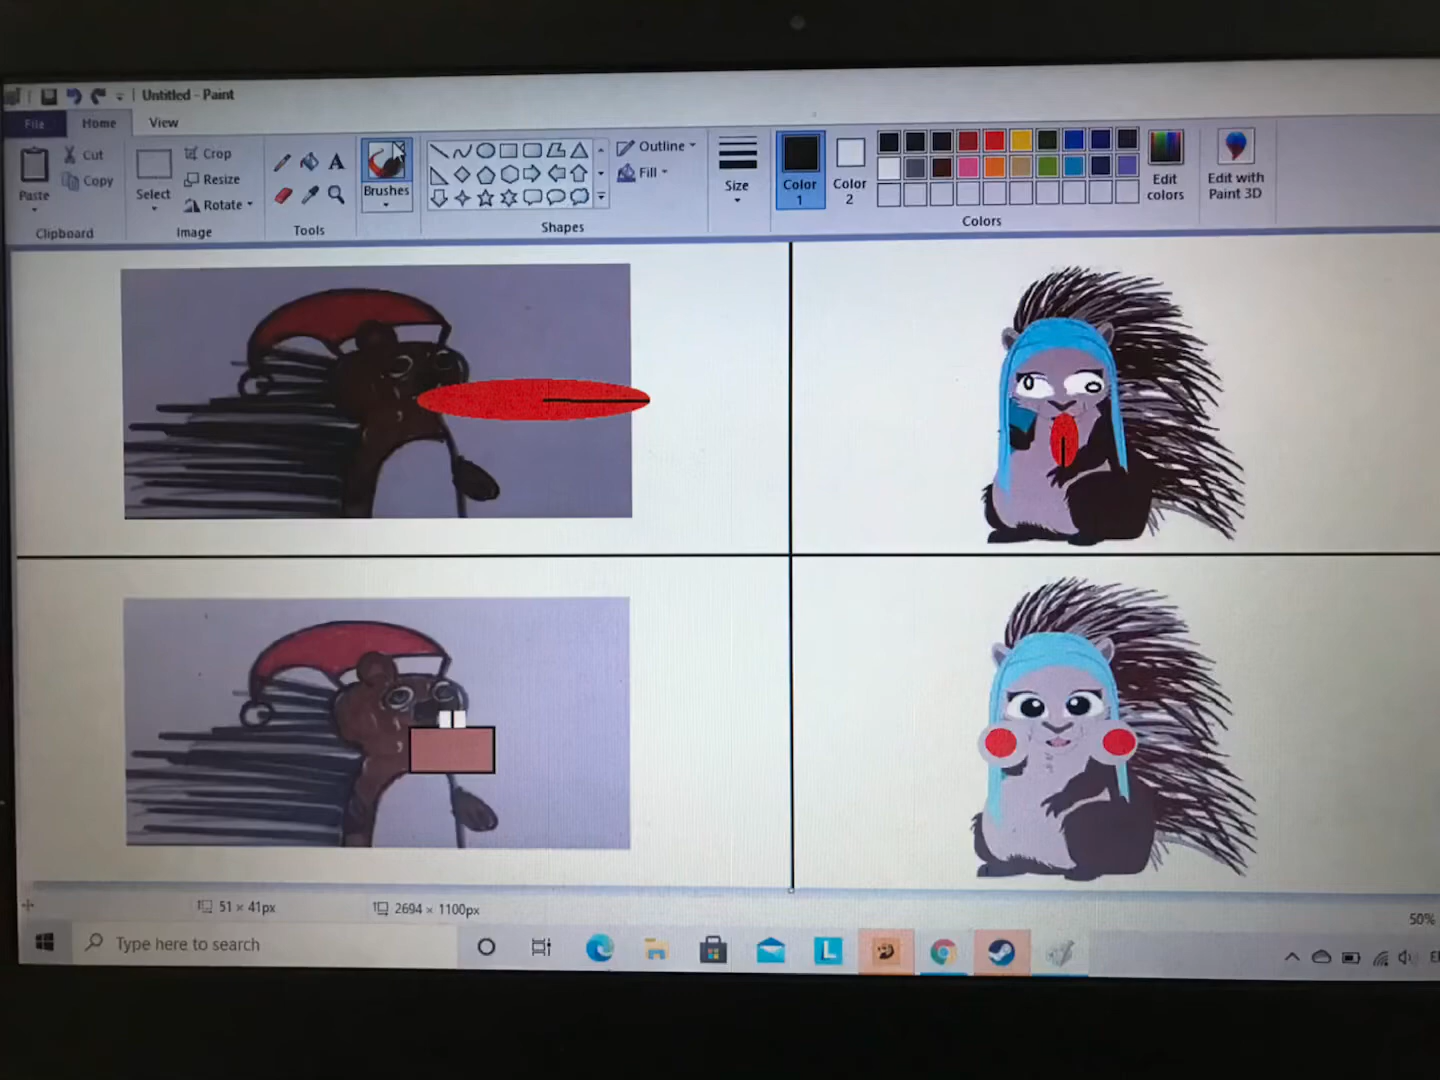 Untitled - Paint
File Home View
Paste
Cut
Copy
Clipboard
Select
Crop
Resize
Rotate
Image
A
Tools
Brushes
Outline
Fill
Shapes
Size
Color 1
Color 2
Edit colors
Colors
Edit with Paint 3D
51 × 41px
2694 × 1100px
50%
Type here to search
L